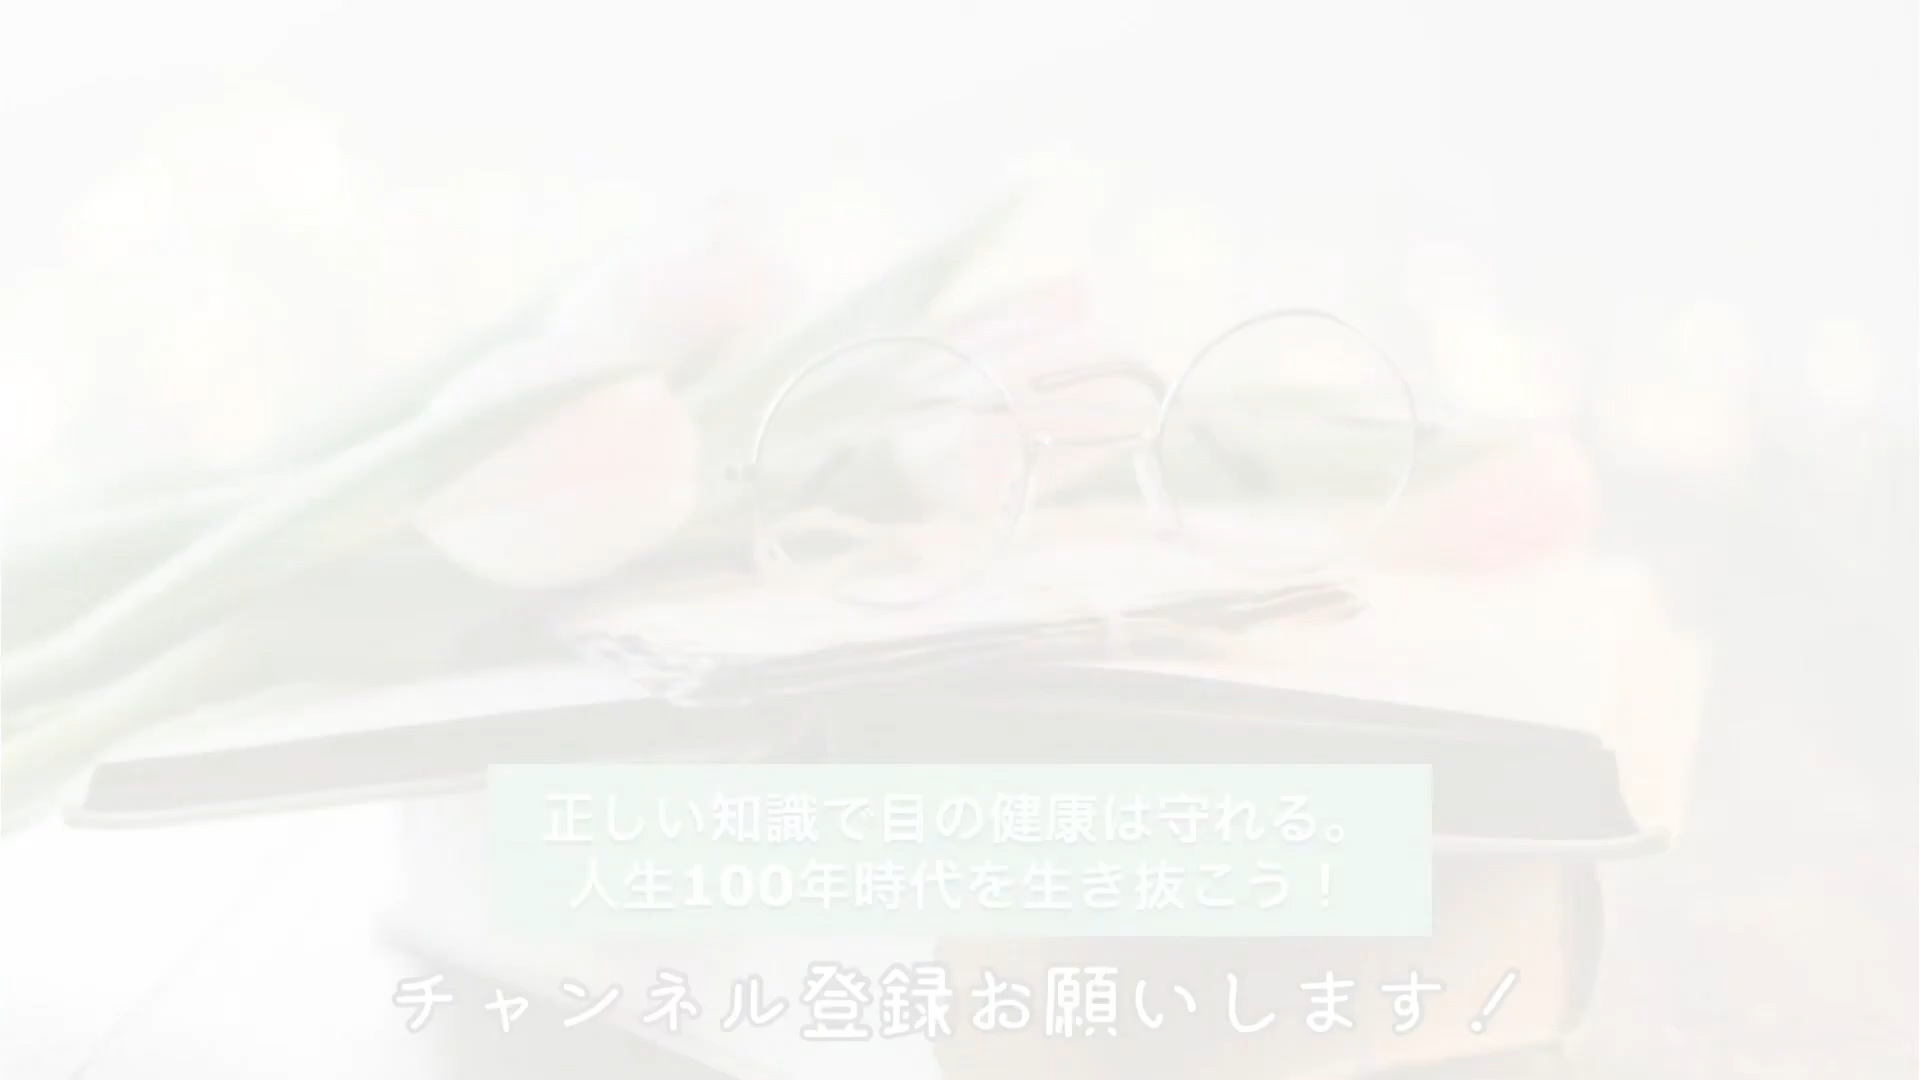 正しい知識で目の健康は守れる。
人生100年時代を生き抜こう！
チャンネル登録お願いします！